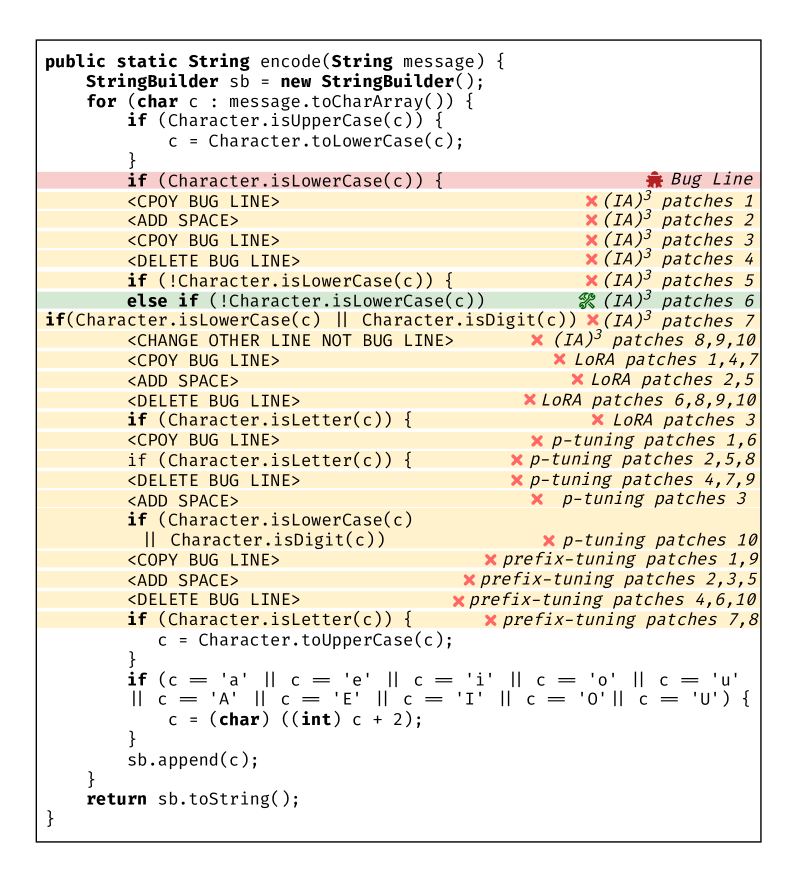 public static String encode(String message) {
StringBuilder sb = new StringBuilder();
for (char c : message.toCharArray()) {
if (Character.isUpperCase(c)) {
c = Character.toLowerCase(c);
}
if (Character.isLowerCase(c)) { Bug Line
<CPOY BUG LINE> (IA)³ patches 1
<ADD SPACE> (IA)³ patches 2
<CPOY BUG LINE> (IA)³ patches 3
<DELETE BUG LINE> (IA)³ patches 4
if (!Character.isLowerCase(c)) { (IA)³ patches 5
else if (!Character.isLowerCase(c)) (IA)³ patches 6
if(Character.isLowerCase(c) || Character.isDigit(c)) (IA)³ patches 7
<CHANGE OTHER LINE NOT BUG LINE> (IA)³ patches 8,9,10
<CPOY BUG LINE> LoRA patches 1,4,7
<ADD SPACE> LoRA patches 2,5
<DELETE BUG LINE> LoRA patches 6,8,9,10
if (Character.isLetter(c)) { LoRA patches 3
<CPOY BUG LINE> p-tuning patches 1,6
if (Character.isLetter(c)) { p-tuning patches 2,5,8
<DELETE BUG LINE> p-tuning patches 4,7,9
<ADD SPACE> p-tuning patches 3
if (Character.isLowerCase(c)
|| Character.isDigit(c)) p-tuning patches 10
<COPY BUG LINE> prefix-tuning patches 1,9
<ADD SPACE> prefix-tuning patches 2,3,5
<DELETE BUG LINE> prefix-tuning patches 4,6,10
if (Character.isLetter(c)) { prefix-tuning patches 7,8
c = Character.toUpperCase(c);
}
if (c == 'a' || c == 'e' || c == 'i' || c == 'o' || c == 'u'
|| c == 'A' || c == 'E' || c == 'I' || c == 'O'|| c == 'U') {
c = (char) ((int) c + 2);
}
sb.append(c);
}
return sb.toString();
}